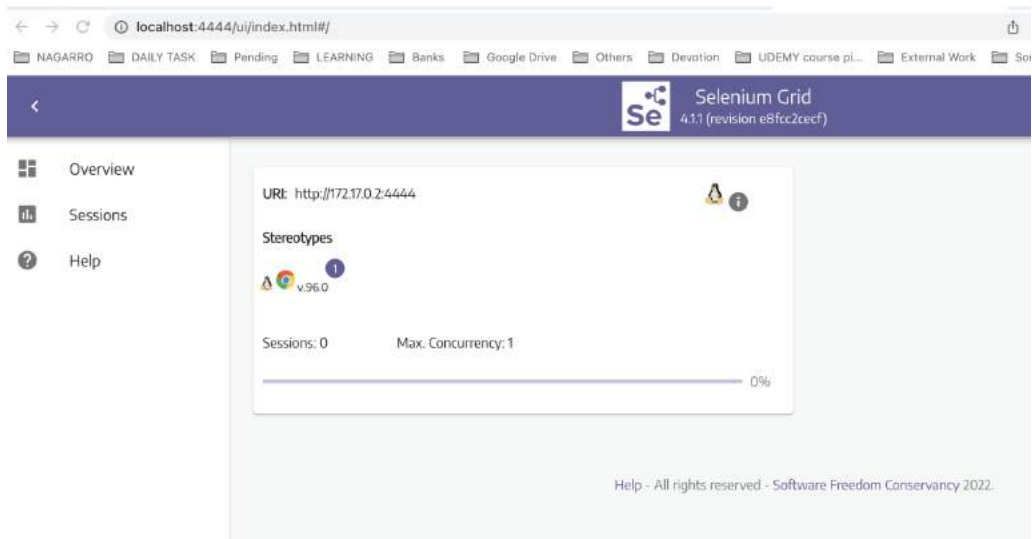 localhost:4444/ui/index.html#/
NAGARRO DAILY TASK Pending LEARNING Banks Google Drive Others Devotion UDEMY course pi... External Work
Se
Selenium Grid
4.1.1 (revision e8fcc2cecf)
Overview
Sessions
Help
URI: http://172.17.0.2:4444
Stereotypes
1
v.96.0
Sessions: 0 Max. Concurrency: 1
0%
Help - All rights reserved - Software Freedom Conservancy 2022.